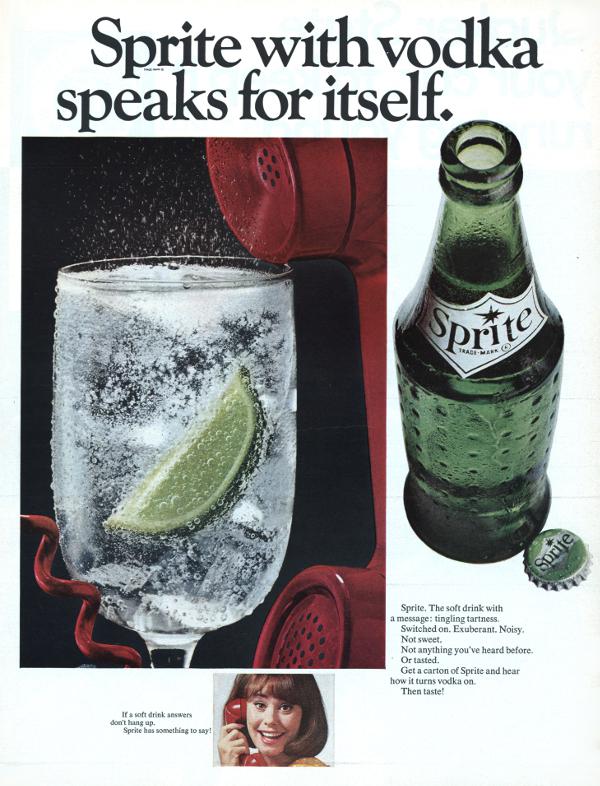 Sprite with vodka
speaks for itself.
Sprite
TRADE-MARK ®
Sprite
Sprite. The soft drink with
a message: tingling tartness.
Switched on. Exuberant. Noisy.
Not sweet.
Not anything you've heard before.
Or tasted.
Get a carton of Sprite and hear
how it turns vodka on.
Then taste!
If a soft drink answers
don't hang up.
Sprite has something to say!